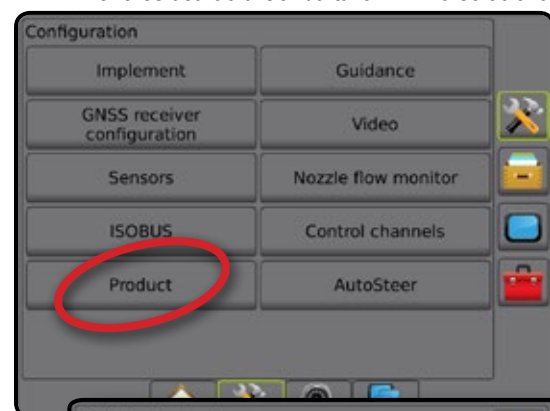 Configuration
Implement
Guidance
GNSS receiver
configuration
Video
Sensors
Nozzle flow monitor
ISOBUS
Control channels
Product
AutoSteer